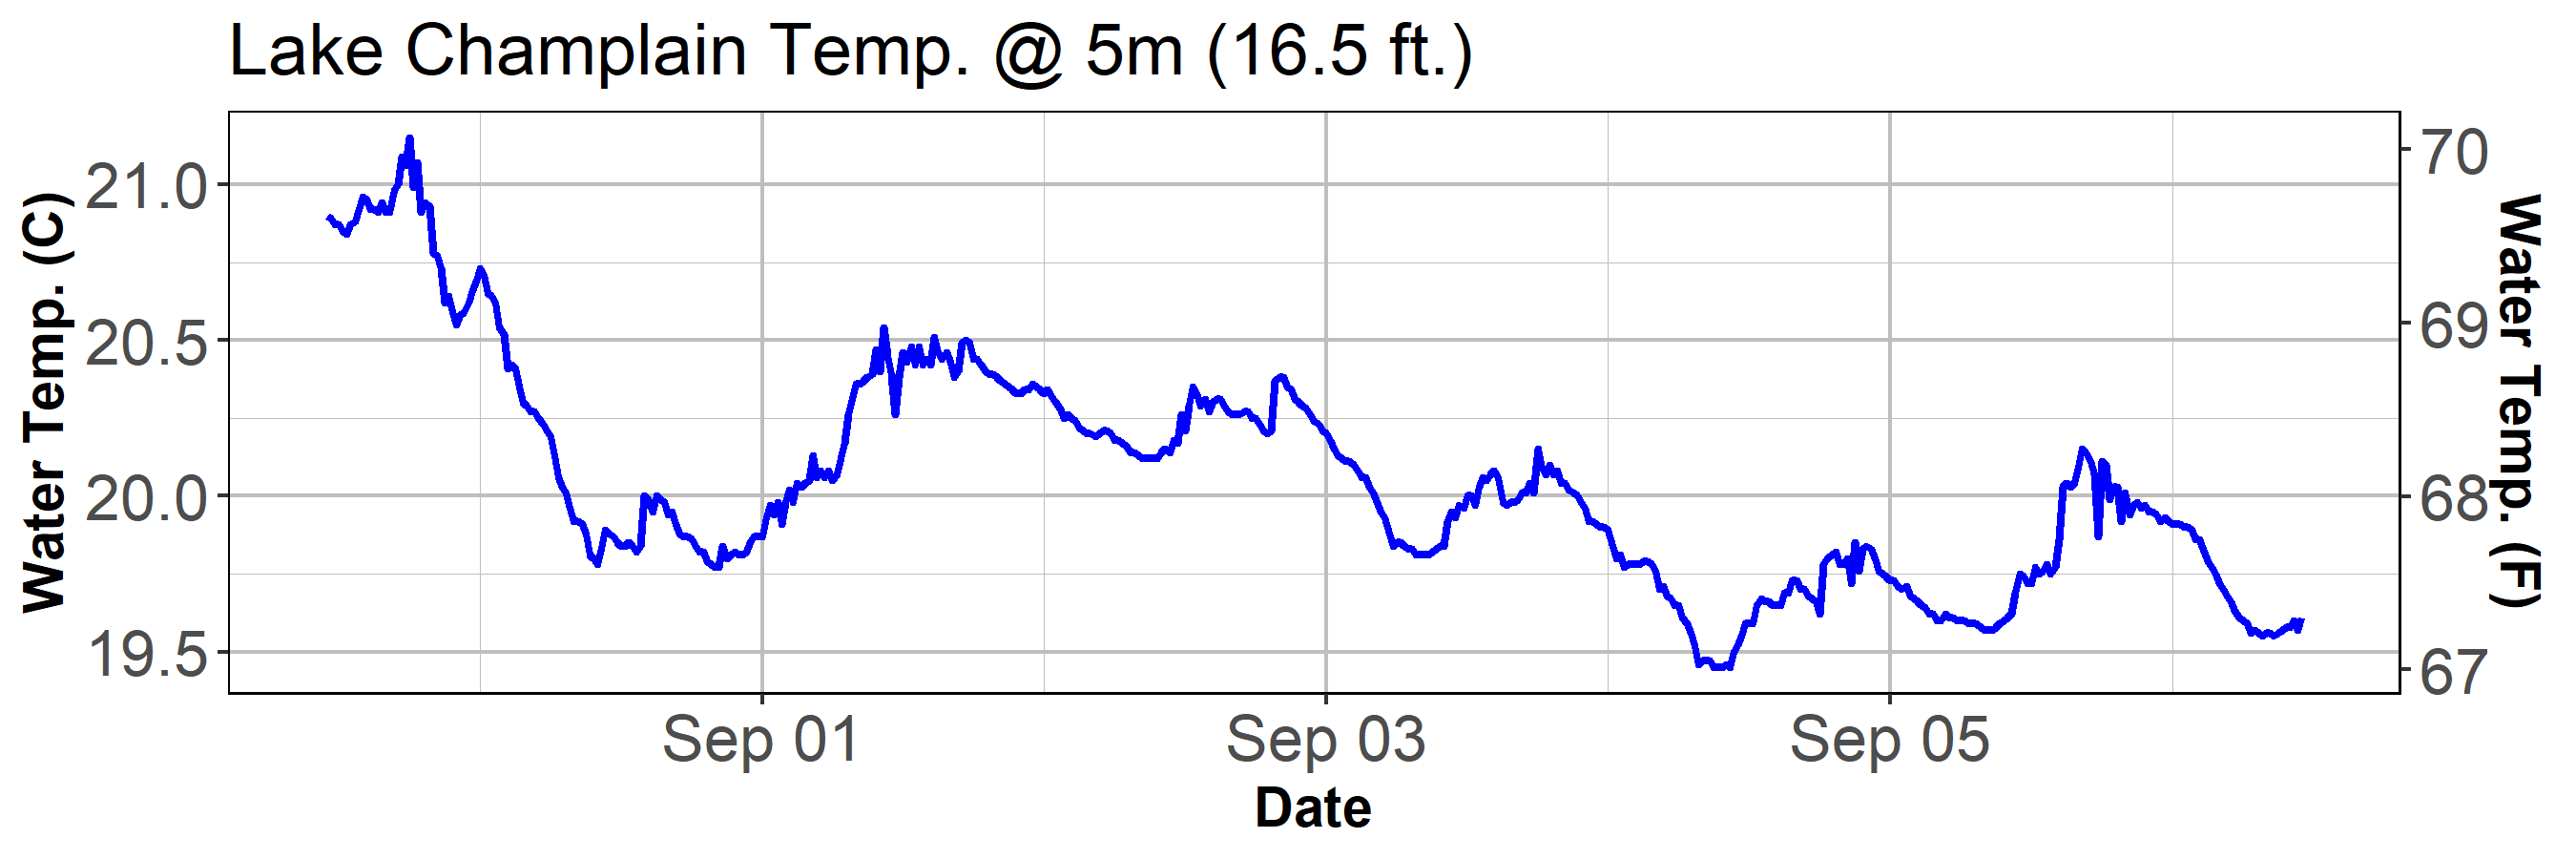 Lake Champlain Temp. @ 5m (16.5 ft.)
Water Temp. (C)
21.0
20.5
20.0
19.5
70
69
68
67
Water Temp. (F)
Sep 01 Sep 03 Sep 05
Date